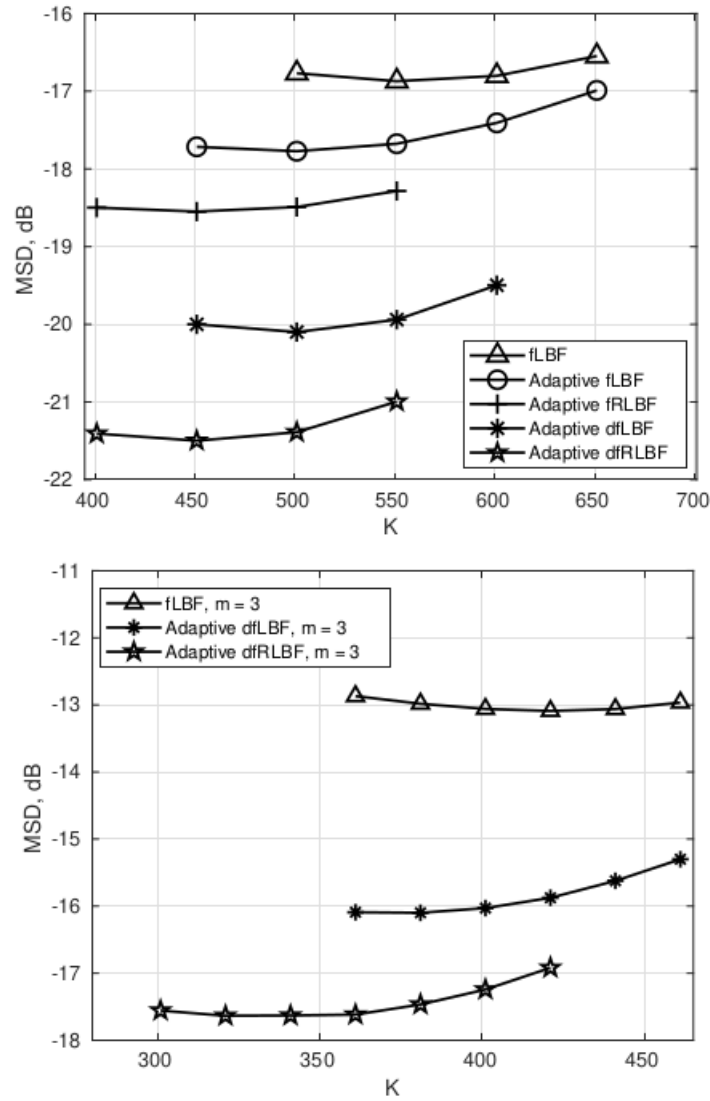 -16
-17
-18
-19
-20
-21
-22
MSD, dB
fLBF
Adaptive fLBF
Adaptive fRLBF
Adaptive dfLBF
Adaptive dfRLBF
400 450 500 550 600 650 700
K
-11
-12
-13
-14
-15
-16
-17
-18
MSD, dB
fLBF, m = 3
Adaptive dfLBF, m = 3
Adaptive dfRLBF, m = 3
300 350 400 450
K